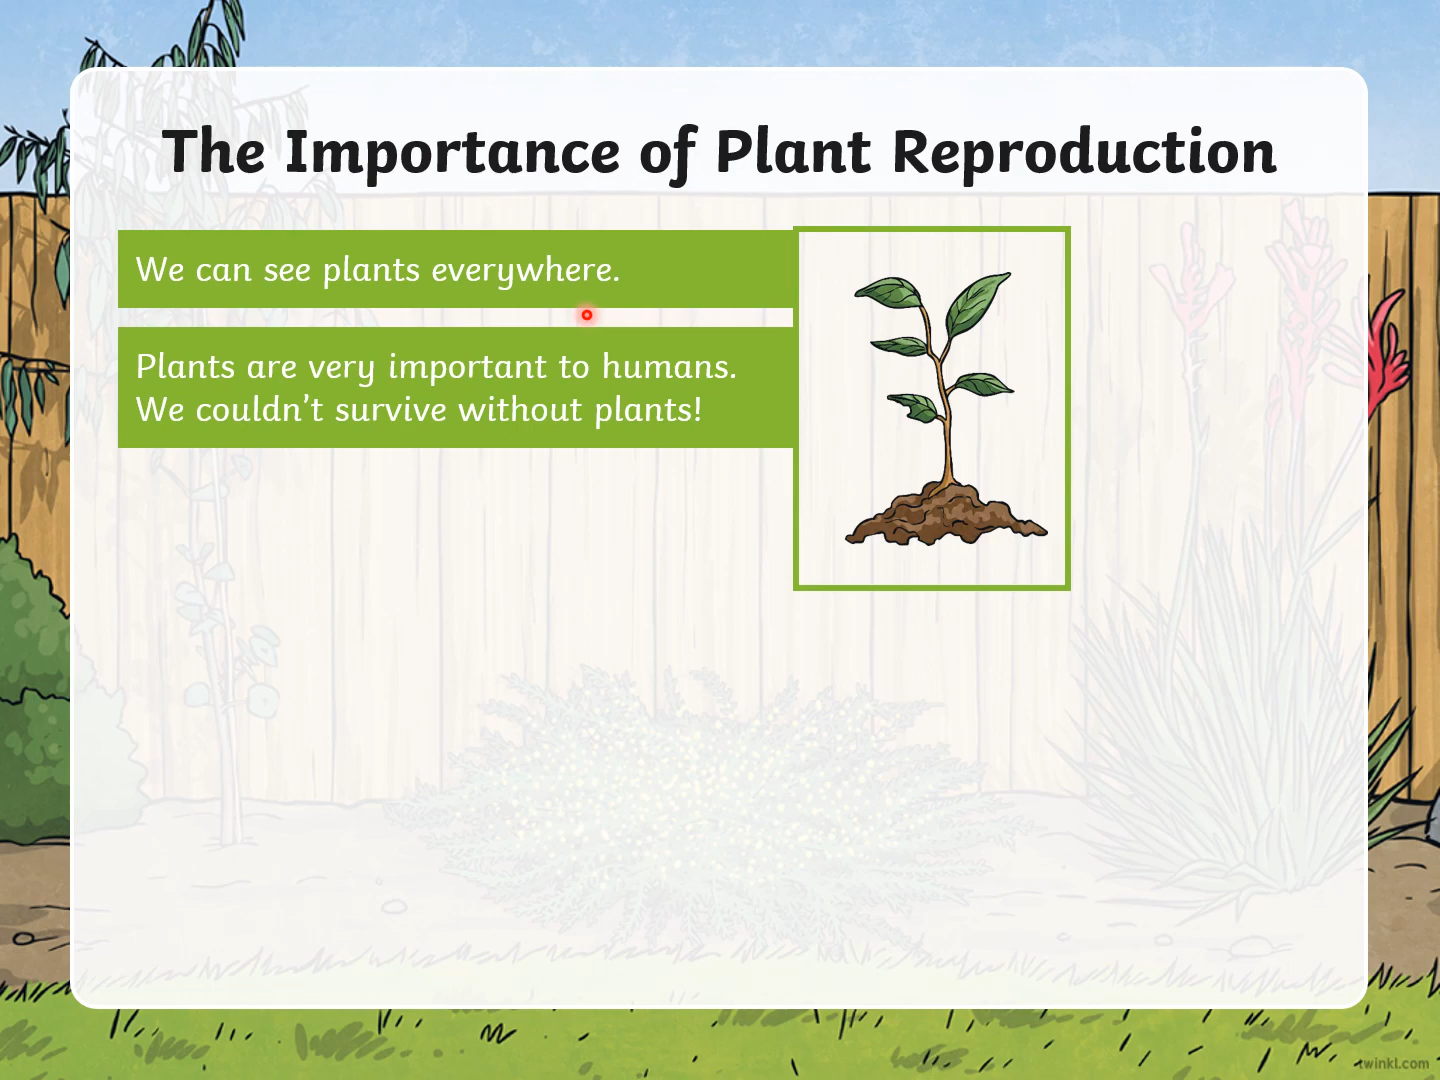 The Importance of Plant Reproduction
We can see plants everywhere.
Plants are very important to humans.
We couldn't survive without plants!
twinkl.com